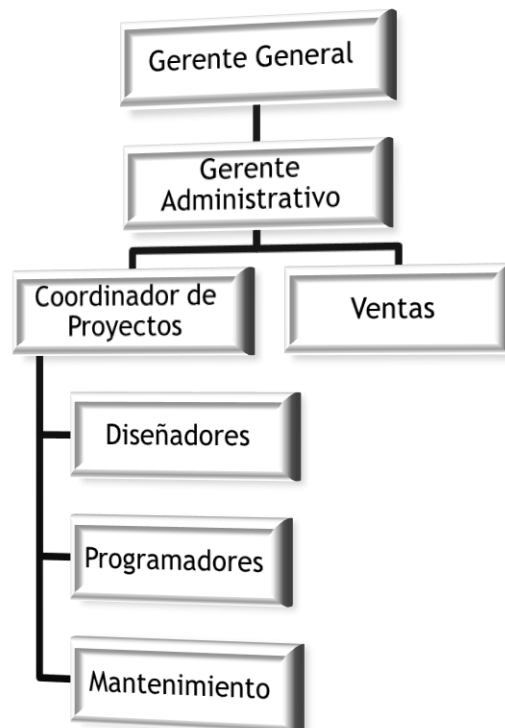 Gerente General
Gerente
Administrativo
Coordinador de
Proyectos
Ventas
Diseñadores
Programadores
Mantenimiento